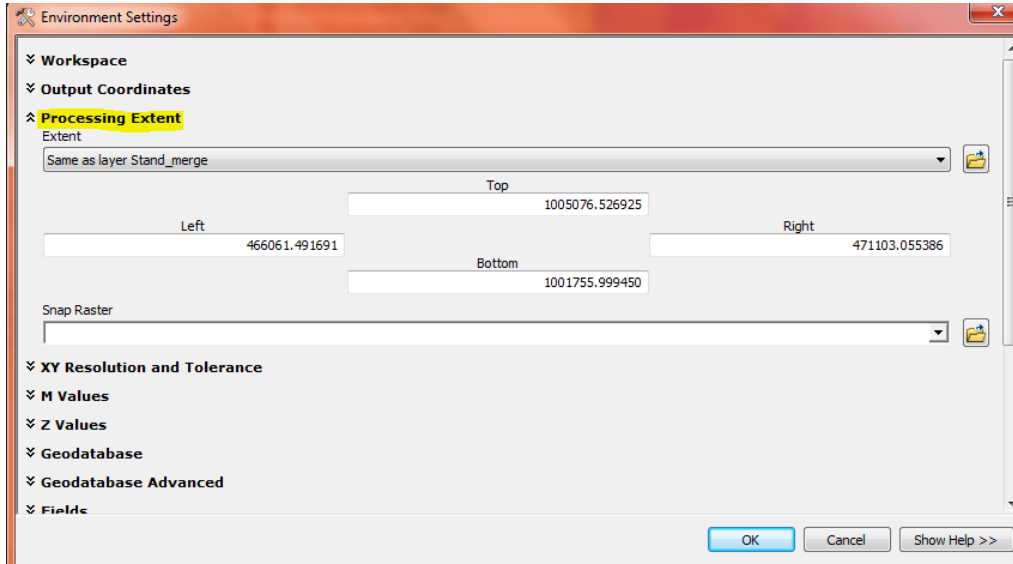 Environment Settings
Workspace
Output Coordinates
Processing Extent
Extent
Same as layer Stand_merge
Top
1005076.526925
Left
Right
466061.491691
471103.055386
Bottom
1001755.999450
Snap Raster
XY Resolution and Tolerance
M Values
Z Values
Geodatabase
Geodatabase Advanced
Fields
OK
Cancel
Show Help >>